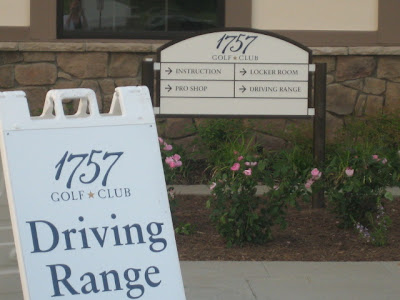 1757
GOLF★CLUB
→ INSTRUCTION
→ LOCKER ROOM
→ PRO SHOP
→ DRIVING RANGE
1757
GOLF★CLUB
Driving
Range